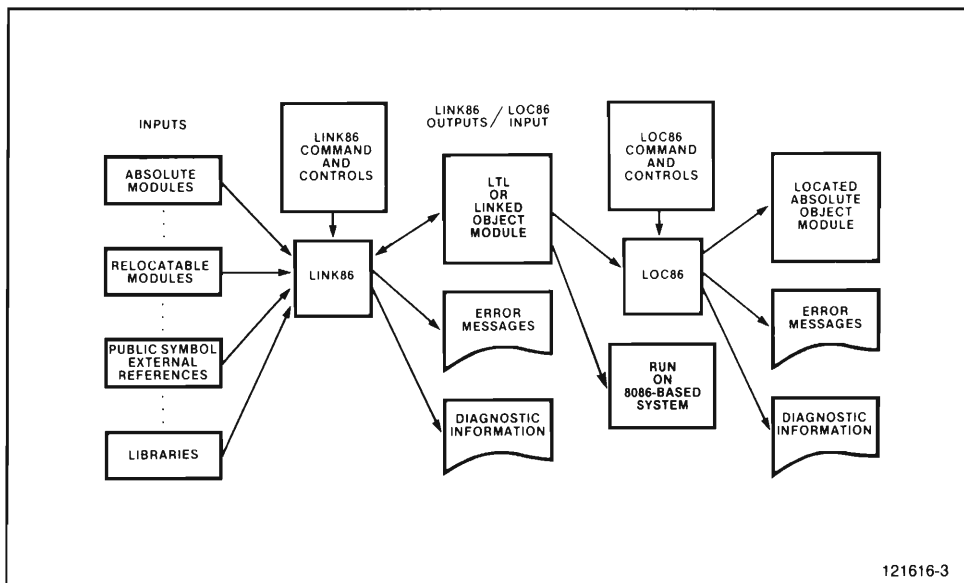 INPUTS
ABSOLUTE
MODULES
RELOCATABLE
MODULES
PUBLIC SYMBOL
EXTERNAL
REFERENCES
LIBRARIES
LINK86
COMMAND
AND
CONTROLS
LINK86
LINK86
OUTPUTS / LOC86
INPUT
LTL
OR
LINKED
OBJECT
MODULE
ERROR
MESSAGES
DIAGNOSTIC
INFORMATION
LOC86
COMMAND
AND
CONTROLS
LOC86
RUN
ON
8086-BASED
SYSTEM
LOCATED
ABSOLUTE
OBJECT
MODULE
ERROR
MESSAGES
DIAGNOSTIC
INFORMATION
121616-3